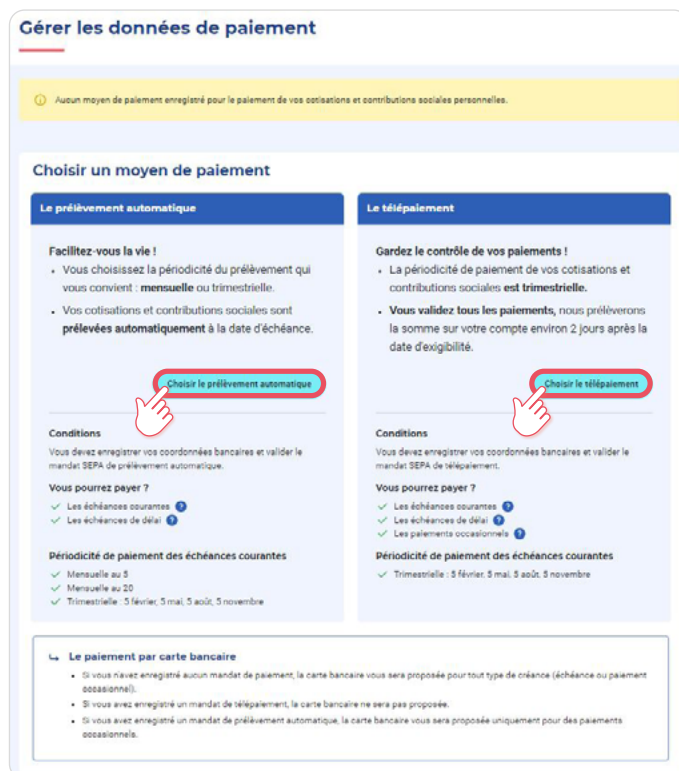 Gérer les données de paiement
Aucun moyen de paiement enregistré pour le paiement de vos cotisations et contributions sociales personnelles.
Choisir un moyen de paiement
Le prélèvement automatique
Facilitez-vous la vie !
• Vous choisissez la périodicité du prélèvement qui
vous convient : mensuelle ou trimestrielle.
• Vos cotisations et contributions sociales sont
prélevées automatiquement à la date d'échéance.
Choisir le prélèvement automatique
Conditions
Vous devez enregistrer vos coordonnées bancaires et valider le
mandat SEPA de prélèvement automatique.
Vous pourrez payer ?
✓ Les échéances courantes ?
✓ Les échéances de délai ?
Périodicité de paiement des échéances courantes
✓ Mensuelle au 5
✓ Mensuelle au 20
✓ Trimestrielle : 5 février, 5 mai, 5 août, 5 novembre
Le télépaiement
Gardez le contrôle de vos paiements !
• La périodicité de paiement de vos cotisations et
contributions sociales est trimestrielle.
• Vous validez tous les paiements, nous prélèverons
la somme sur votre compte environ 2 jours après la
date d'exigibilité.
Choisir le télépaiement
Conditions
Vous devez enregistrer vos coordonnées bancaires et valider le
mandat SEPA de télépaiement.
Vous pourrez payer ?
✓ Les échéances courantes ?
✓ Les échéances de délai ?
✓ Les paiements occasionnels ?
Périodicité de paiement des échéances courantes
✓ Trimestrielle : 5 février, 5 mai, 5 août, 5 novembre
Le paiement par carte bancaire
• Si vous n'avez enregistré aucun mandat de paiement, la carte bancaire vous sera proposée pour tout type de créance (échéance ou paiement
occasionnel).
• Si vous avez enregistré un mandat de télépaiement, la carte bancaire ne sera pas proposée.
• Si vous avez enregistré un mandat de prélèvement automatique, la carte bancaire vous sera proposée uniquement pour des paiements
occasionnels.